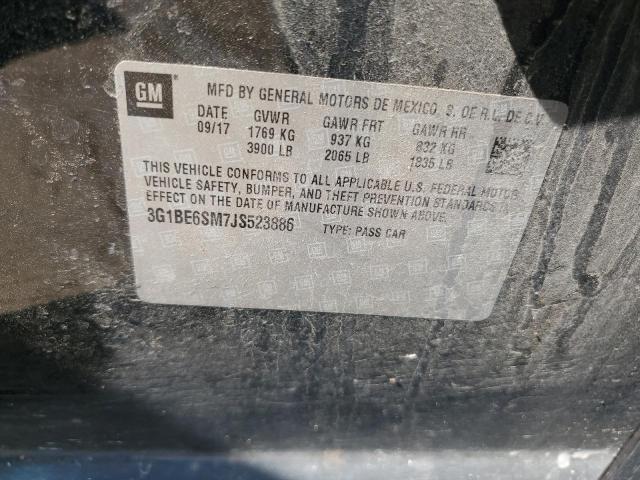 GM
MFD BY GENERAL MOTORS DE MEXICO, S. DE R.L. DE C.V.
DATE GVWR GAWR FRT GAWR RR
09/17 1769 KG 937 KG 832 KG
3900 LB 2065 LB 1835 LB
THIS VEHICLE CONFORMS TO ALL APPLICABLE U.S. FEDERAL MOTOR
VEHICLE SAFETY, BUMPER, AND THEFT PREVENTION STANDARDS IN
EFFECT ON THE DATE OF MANUFACTURE SHOWN ABOVE.
3G1BE6SM7JS523886 TYPE: PASS CAR